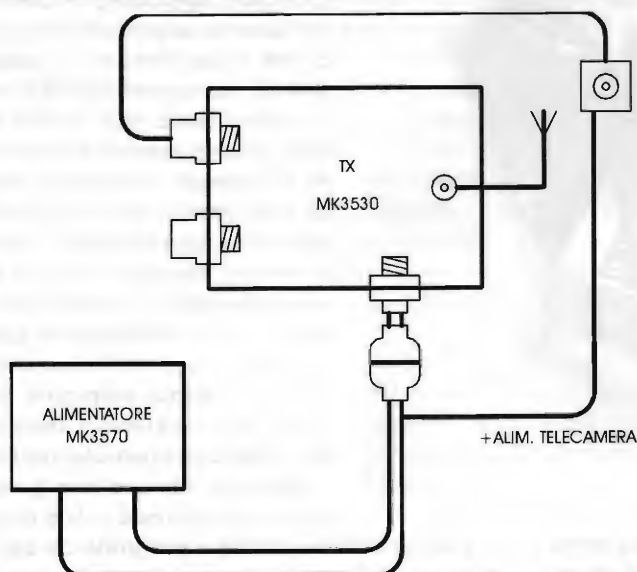 TX
MK3530
ALIMENTATORE
MK3570
+ALIM. TELECAMERA